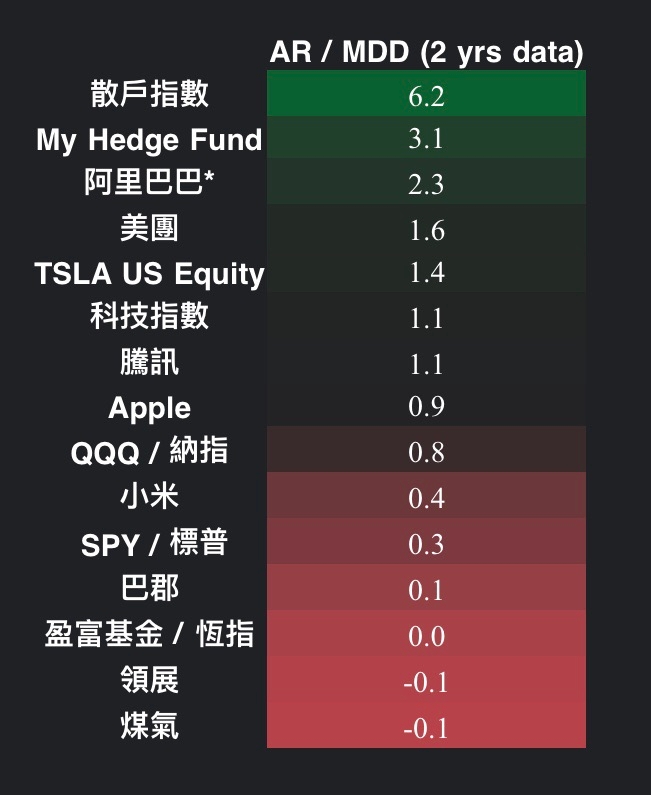 AR / MDD (2 yrs data)
散戶指數 6.2
My Hedge Fund 3.1
阿里巴巴* 2.3
美團 1.6
TSLA US Equity 1.4
科技指數 1.1
騰訊 1.1
Apple 0.9
QQQ / 納指 0.8
小米 0.4
SPY / 標普 0.3
巴郡 0.1
盈富基金 / 恆指 0.0
領展 -0.1
煤氣 -0.1